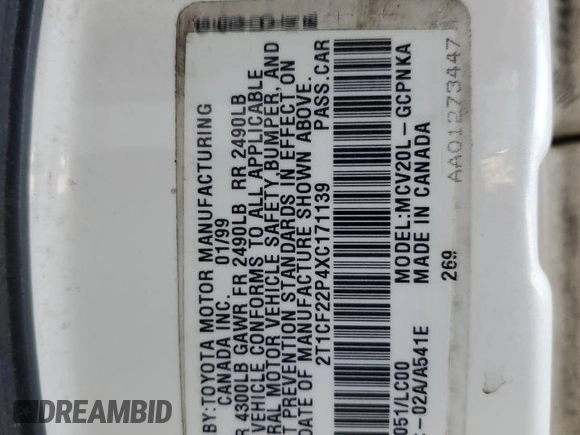 BY:TOYOTA MOTOR MANUFACTURING
CANADA INC. 01/99
4300LB GAWR FR 2490LB RR 2490LB
VEHICLE CONFORMS TO ALL APPLICABLE
MOTOR VEHICLE SAFETY, BUMPER, AND
PREVENTION STANDARDS IN EFFECT ON
DATE OF MANUFACTURE SHOWN ABOVE.
2T1CF22P4XC171139 PASS.CAR
051/LC00 MODEL:MCV20L-GCPNKA
-02A/A541E MADE IN CANADA
269
AA01273447
DREAMBID